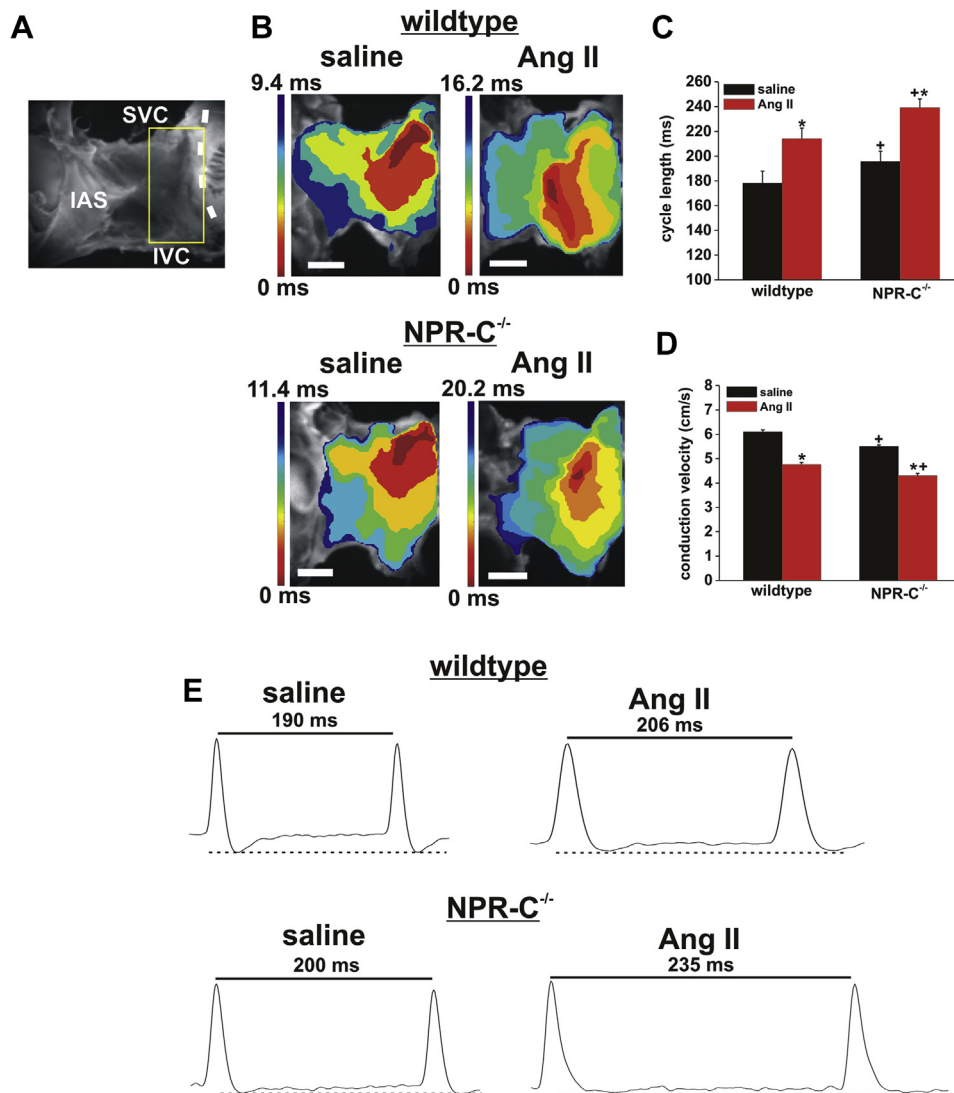 A
SVC
IAS
IVC
B
wildtype
saline
Ang II
9.4 ms
16.2 ms
0 ms
0 ms
NPR-C-/-
saline
Ang II
11.4 ms
20.2 ms
0 ms
0 ms
C
saline
Ang II
cycle length (ms)
260
240
220
200
180
160
140
120
100
*
+
+*
wildtype
NPR-C-/-
D
saline
Ang II
conduction velocity (cm/s)
8
7
6
5
4
3
2
1
0
*
+
*+
wildtype
NPR-C-/-
E
wildtype
saline
190 ms
Ang II
206 ms
NPR-C-/-
saline
200 ms
Ang II
235 ms